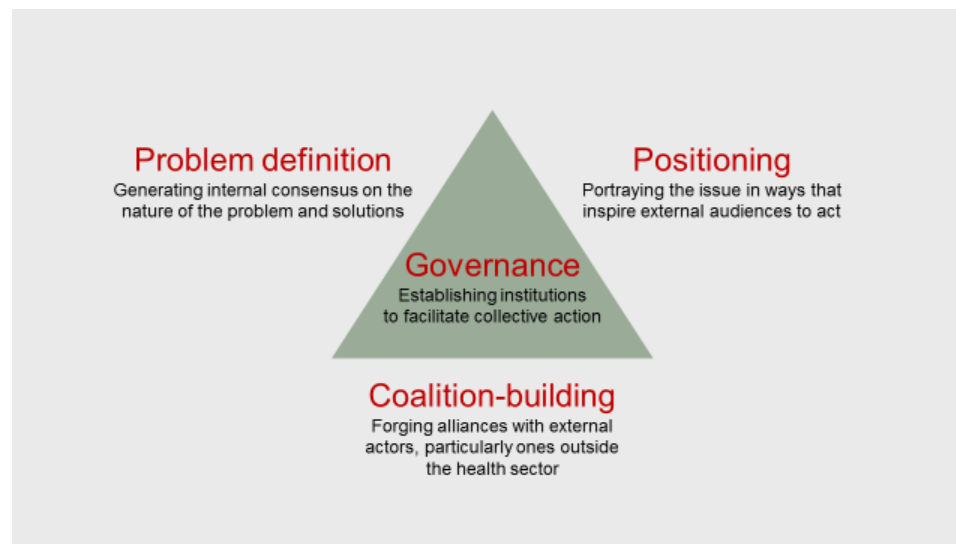 Problem definition
Generating internal consensus on the
nature of the problem and solutions
Positioning
Portraying the issue in ways that
inspire external audiences to act
Governance
Establishing institutions
to facilitate collective action
Coalition-building
Forging alliances with external
actors, particularly ones outside
the health sector